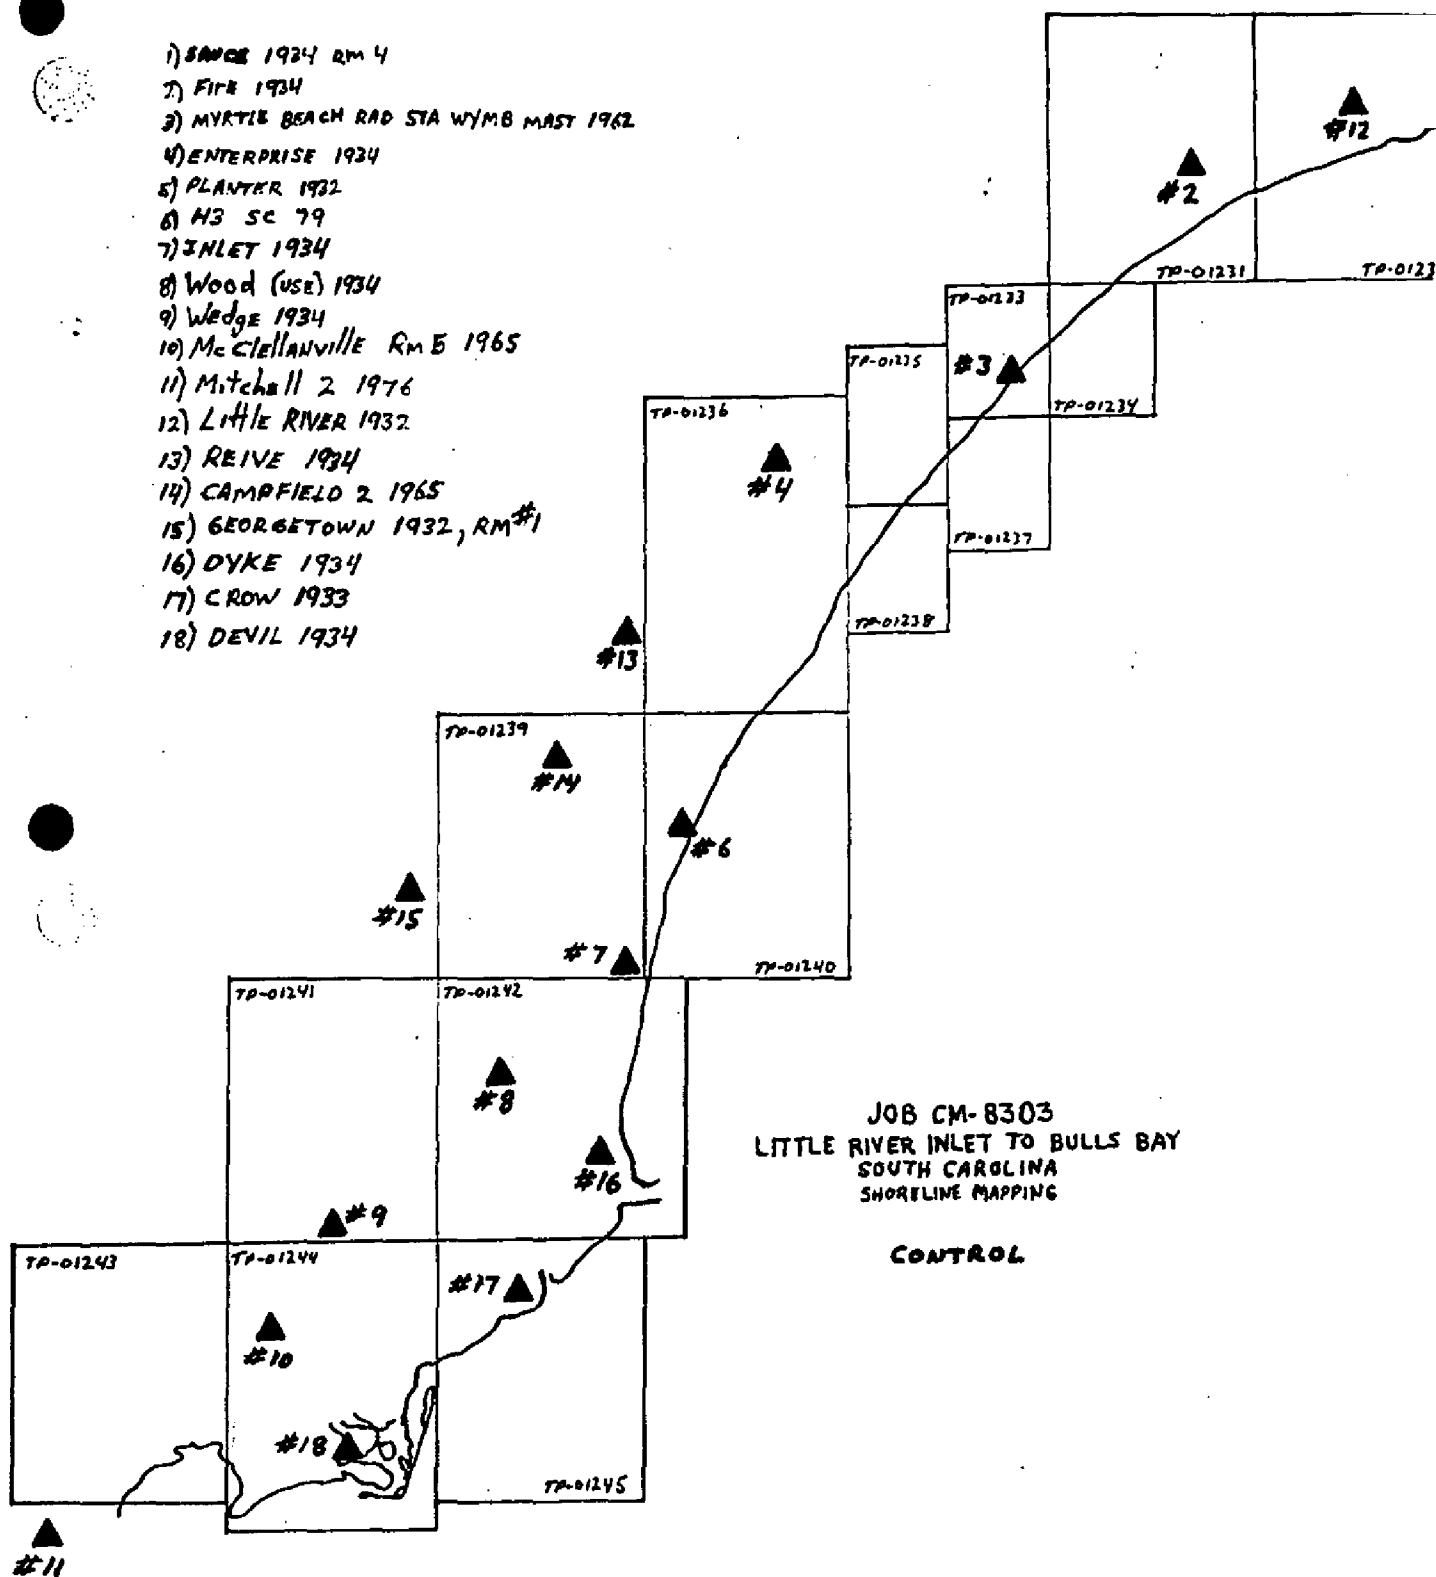 1) SAUCE 1934 RM 4
2) FIRE 1934
3) MYRTLE BEACH RAD STA WYMB MAST 1962
4) ENTERPRISE 1934
5) PLANTER 1932
6) H3 SC 79
7) INLET 1934
8) Wood (USE) 1934
9) WedgE 1934
10) McClellANville Rm 5 1965
11) Mitchell 2 1976
12) Little RIVER 1932
13) REIVE 1934
14) CAMPFIELD 2 1965
15) GEORGETOWN 1932, RM#1
16) DYKE 1934
17) CROW 1933
18) DEVIL 1934
#12
#2
TP-01231
TP-0123
TP-01233
TP-01235
#3
TP-01236
TP-01234
#4
TP-01237
TP-01238
#13
TP-01239
#14
#6
#15
#7
TP-01240
TP-01241
TP-01242
#8
JOB CM-8303
LITTLE RIVER INLET TO BULLS BAY
SOUTH CAROLINA
SHORELINE MAPPING
#16
#9
CONTROL
TP-01243
TP-01244
#17
#10
#18
TP-01245
#11